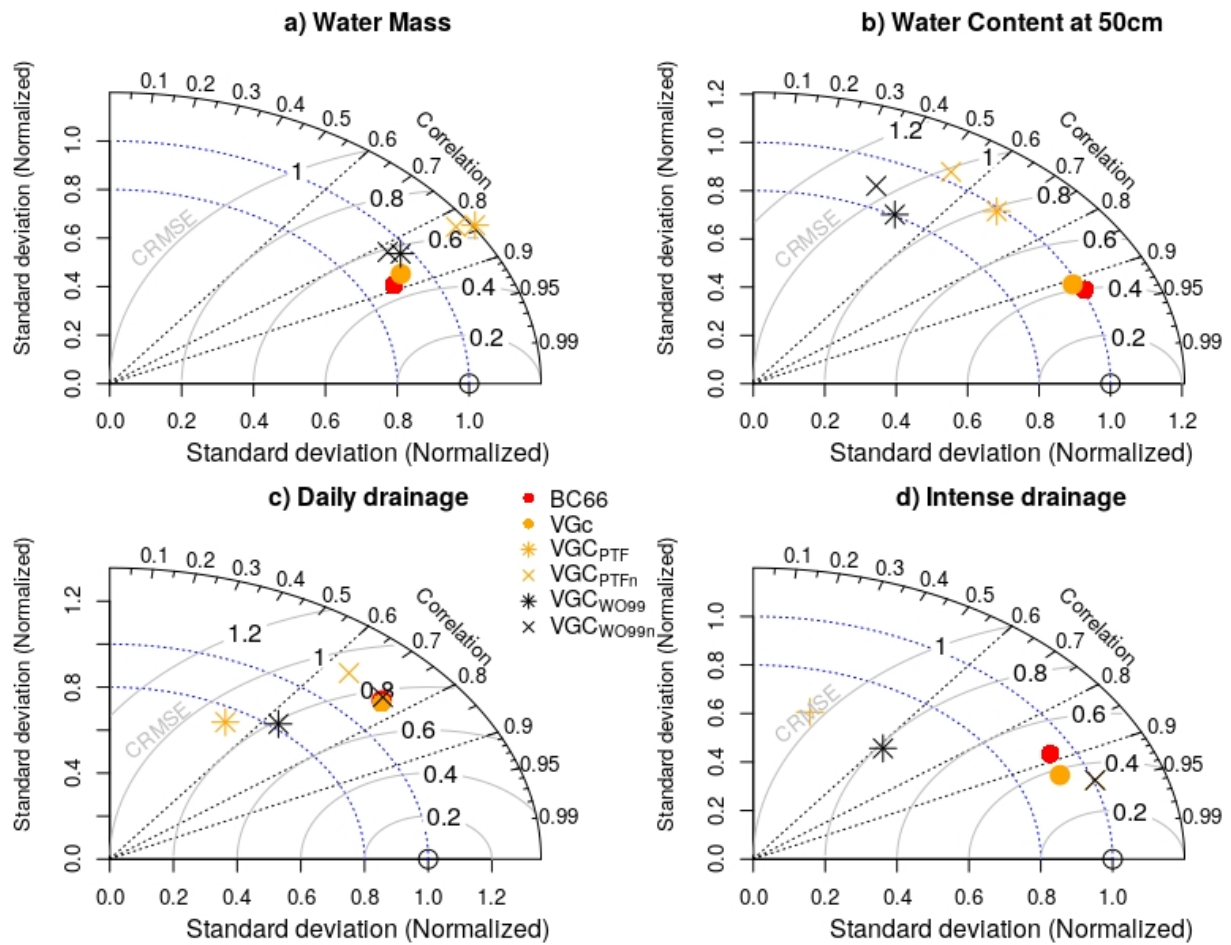 a) Water Mass
0.1 0.2 0.3 0.4 0.5 0.6 0.7 0.8 0.9 0.95 0.99
Correlation
Standard deviation (Normalized)
0.0 0.2 0.4 0.6 0.8 1.0
CRMSE
1 0.8 0.6 0.4 0.2
0.0 0.2 0.4 0.6 0.8 1.0
Standard deviation (Normalized)
b) Water Content at 50cm
0.1 0.2 0.3 0.4 0.5 0.6 0.7 0.8 0.9 0.95 0.99
Correlation
Standard deviation (Normalized)
0.0 0.2 0.4 0.6 0.8 1.0 1.2
CRMSE
1.2 1 0.8 0.6 0.4 0.2
0.0 0.2 0.4 0.6 0.8 1.0 1.2
Standard deviation (Normalized)
c) Daily drainage
0.1 0.2 0.3 0.4 0.5 0.6 0.7 0.8 0.9 0.95 0.99
Correlation
Standard deviation (Normalized)
0.0 0.4 0.8 1.2
CRMSE
1.2 1 0.8 0.6 0.4 0.2
0.0 0.2 0.4 0.6 0.8 1.0 1.2
Standard deviation (Normalized)
BC66
VGc
VGC PTF
VGC PTFn
VGC WO99
VGC WO99n
d) Intense drainage
0.1 0.2 0.3 0.4 0.5 0.6 0.7 0.8 0.9 0.95 0.99
Correlation
Standard deviation (Normalized)
0.0 0.2 0.4 0.6 0.8 1.0
CRMSE
1 0.8 0.6 0.4 0.2
0.0 0.2 0.4 0.6 0.8 1.0
Standard deviation (Normalized)